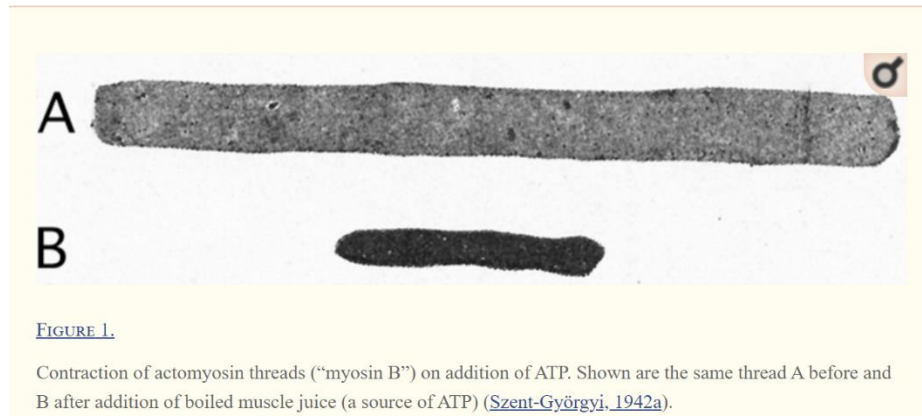 A
B
FIGURE 1.
Contraction of actomyosin threads (“myosin B”) on addition of ATP. Shown are the same thread A before and
B after addition of boiled muscle juice (a source of ATP) (Szent-Györgyi, 1942a).